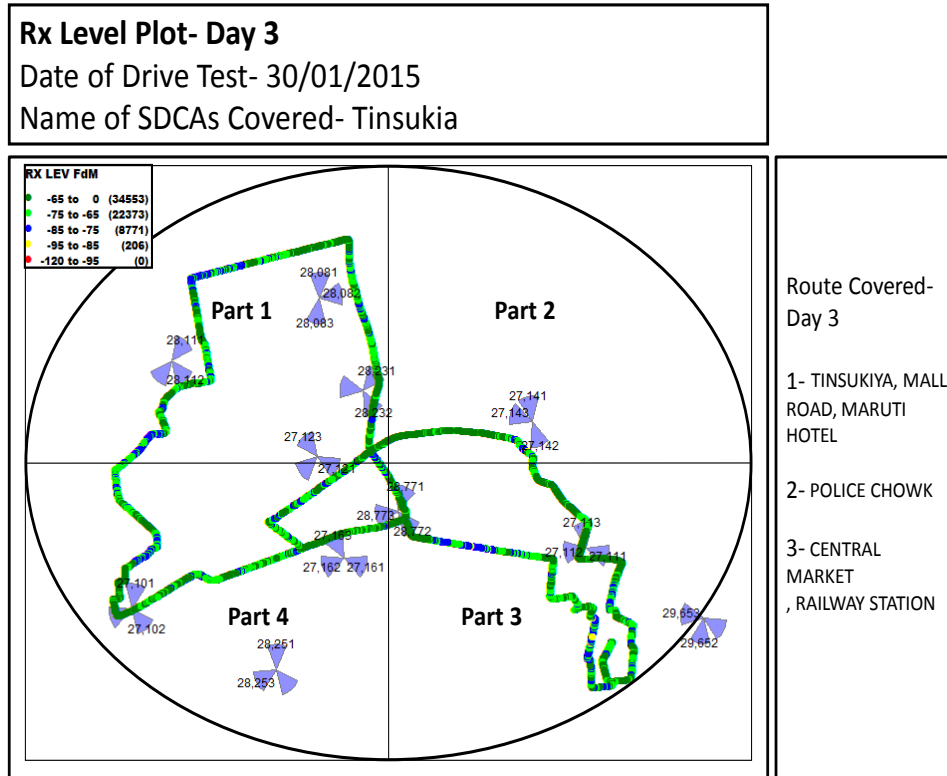 Rx Level Plot- Day 3
Date of Drive Test- 30/01/2015
Name of SDCAs Covered- Tinsukia
RX LEV FdM
-65 to 0 (34553)
-75 to -65 (22373)
-85 to -75 (8771)
-95 to -85 (206)
-120 to -95 (0)
28,081
28,082
28,083
Part 1
Part 2
28,112
28,231
28,232
27,141
27,143
27,142
27,123
27,121
28,771
28,773
28,772
27,113
27,112
27,111
27,163
27,162
27,161
27,101
27,102
Part 4
Part 3
29,653
29,652
28,251
28,253
Route Covered-
Day 3
1- TINSUKIYA, MALL
ROAD, MARUTI
HOTEL
2- POLICE CHOWK
3- CENTRAL
MARKET
, RAILWAY STATION